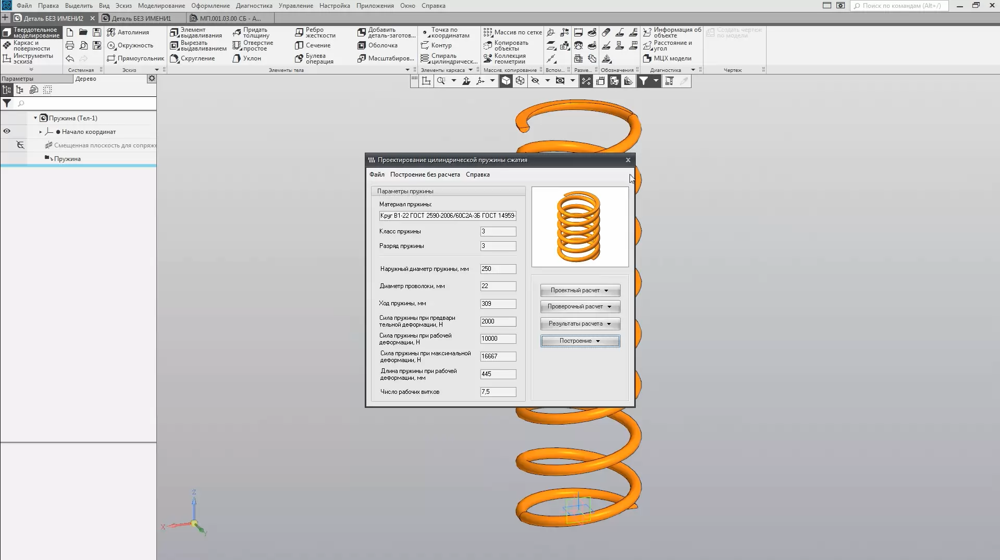 Файл Правка Выделить Вид Эскиз Моделирование Оформление Диагностика Управление Настройка Приложения Окно Справка
Поиск по командам (Alt+/)
Деталь БЕЗ ИМЕНИ2
Деталь БЕЗ ИМЕНИ1
МП.001.03.00 СБ - А...
Твердотельное моделирование
Каркас и поверхности
Инструменты эскиза
Системная
Автолиния
Окружность
Прямоугольник
Эскиз
Элемент выдавливания
Вырезать выдавливанием
Скругление
Придать толщину
Отверстие простое
Уклон
Ребро жесткости
Сечение
Булева операция
Добавить деталь-заготов...
Оболочка
Масштабиров...
Элементы тела
Точка по координатам
Контур
Спираль цилиндрическ...
Элементы каркаса
Массив по сетке
Копировать объекты
Коллекция геометрии
Массив, копирование
Вспом...
Разме...
Обозначения
Информация об объекте
Расстояние и угол
МЦХ модели
Диагностика
Создать чертеж по модели
Чертеж
Параметры
Дерево
Пружина (Тел-1)
Начало координат
Смещенная плоскость для сопряже
Пружина
Проектирование цилиндрической пружины сжатия
Файл Построение без расчета Справка
Параметры пружины
Материал пружины:
Круг В1-22 ГОСТ 2590-2006/60С2А-3Б ГОСТ 14959-
Класс пружины 3
Разряд пружины 3
Наружный диаметр пружины, мм 250
Диаметр проволоки, мм 22
Ход пружины, мм 309
Сила пружины при предвари
тельной деформации, Н 2000
Сила пружины при рабочей
деформации, Н 10000
Сила пружины при максимальной
деформации, Н 16667
Длина пружины при рабочей
деформации, мм 445
Число рабочих витков 7,5
Проектный расчет
Проверочный расчет
Результаты расчета
Построение
Z
X
Y